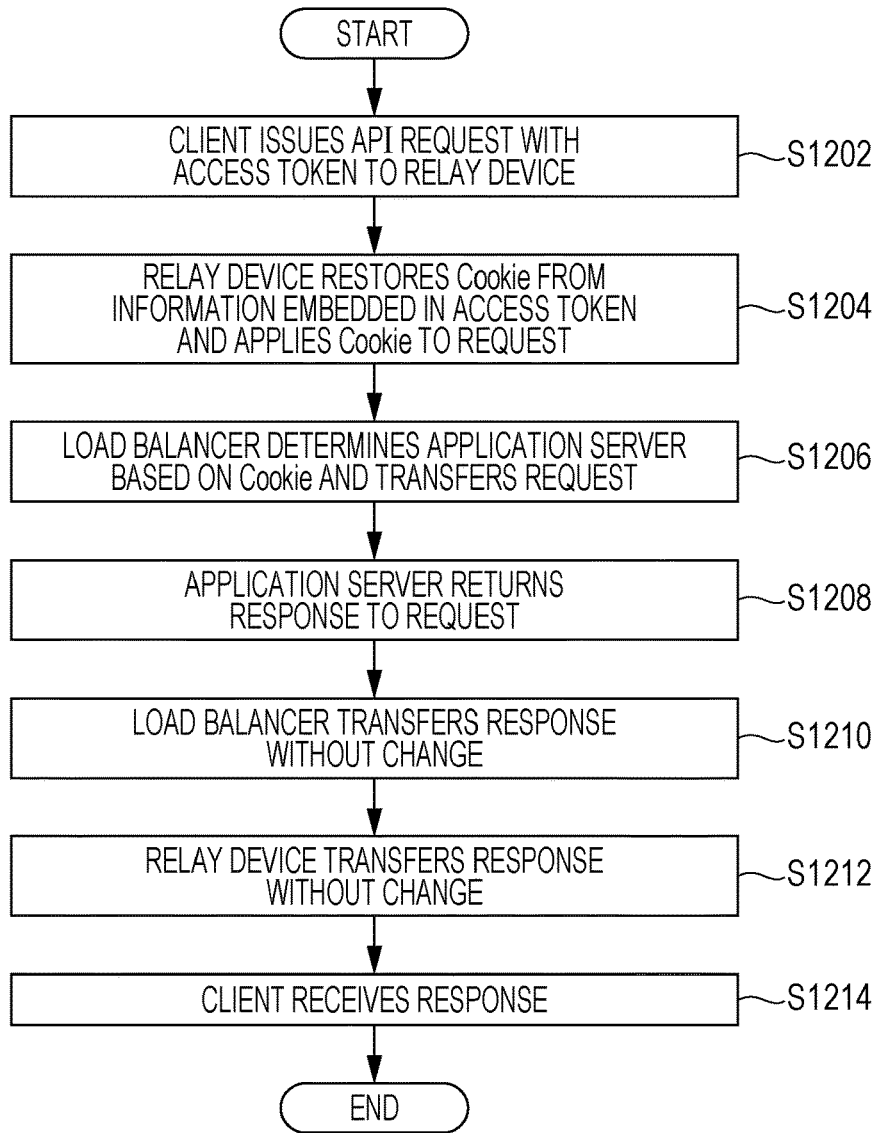 START
CLIENT ISSUES API REQUEST WITH
ACCESS TOKEN TO RELAY DEVICE
S1202
RELAY DEVICE RESTORES Cookie FROM
INFORMATION EMBEDDED IN ACCESS TOKEN
AND APPLIES Cookie TO REQUEST
S1204
LOAD BALANCER DETERMINES APPLICATION SERVER
BASED ON Cookie AND TRANSFERS REQUEST
S1206
APPLICATION SERVER RETURNS
RESPONSE TO REQUEST
S1208
LOAD BALANCER TRANSFERS RESPONSE
WITHOUT CHANGE
S1210
RELAY DEVICE TRANSFERS RESPONSE
WITHOUT CHANGE
S1212
CLIENT RECEIVES RESPONSE
S1214
END